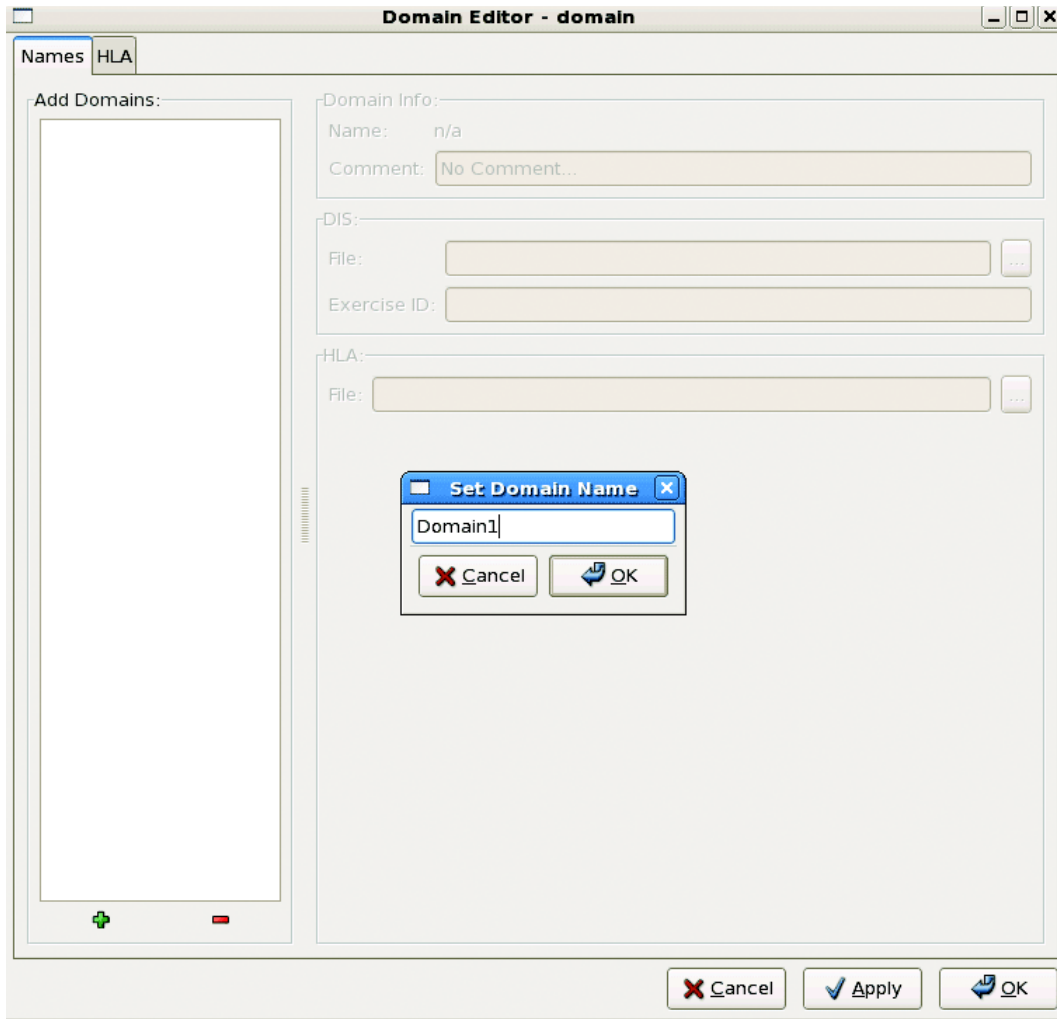 Domain Editor - domain
Names HLA
Add Domains:
Domain Info:
Name: n/a
Comment: No Comment...
DIS:
File: ...
Exercise ID:
HLA:
File: ...
Set Domain Name
Domain1
Cancel OK
Cancel Apply OK